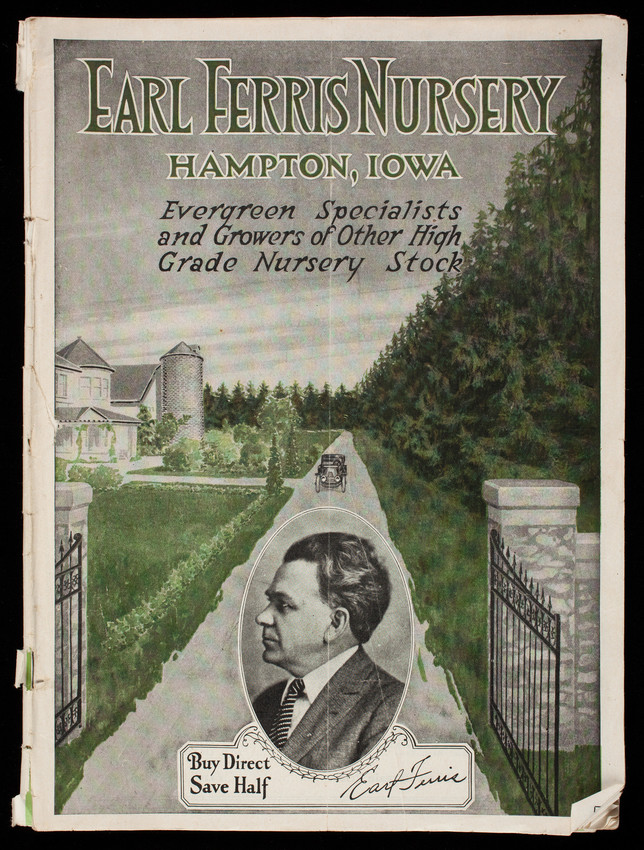 EARL FERRIS NURSERY
HAMPTON, IOWA
Evergreen Specialists
and Growers of Other High
Grade Nursery Stock
Buy Direct
Save Half
Earl Ferris